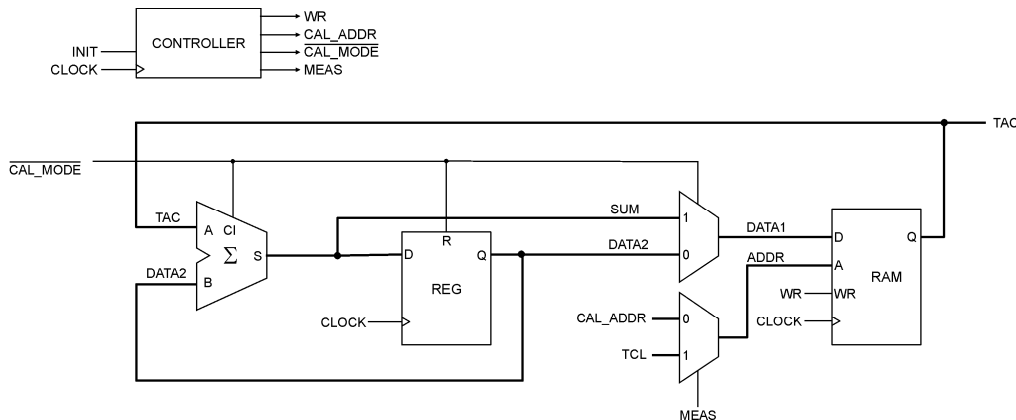 WR
CONTROLLER
CAL_ADDR
INIT
CAL_MODE
CLOCK
MEAS
TAC
CAL_MODE
TAC
A
CI
SUM
1
DATA1
D
Q
Σ
S
D
R
Q
DATA2
0
ADDR
A
RAM
DATA2
B
REG
WR
WR
CLOCK
CAL_ADDR
0
CLOCK
TCL
1
MEAS